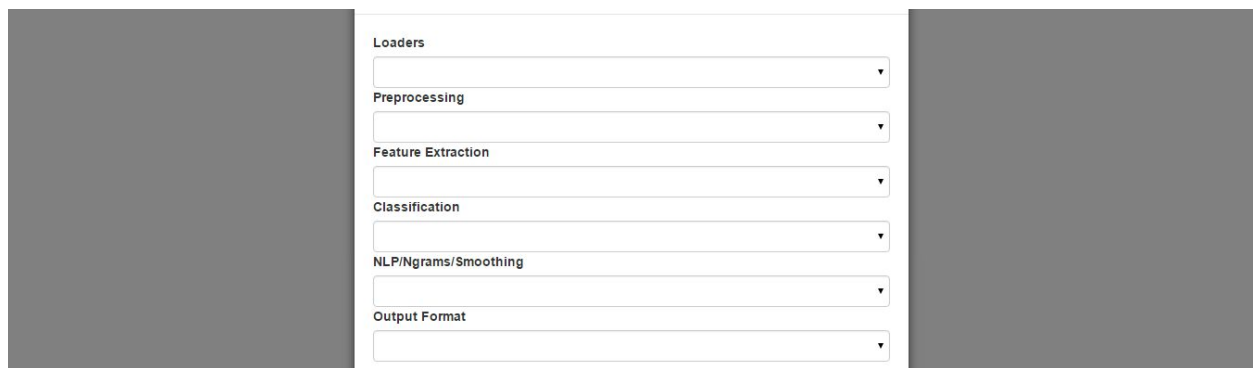 Loaders
Preprocessing
Feature Extraction
Classification
NLP/Ngrams/Smoothing
Output Format